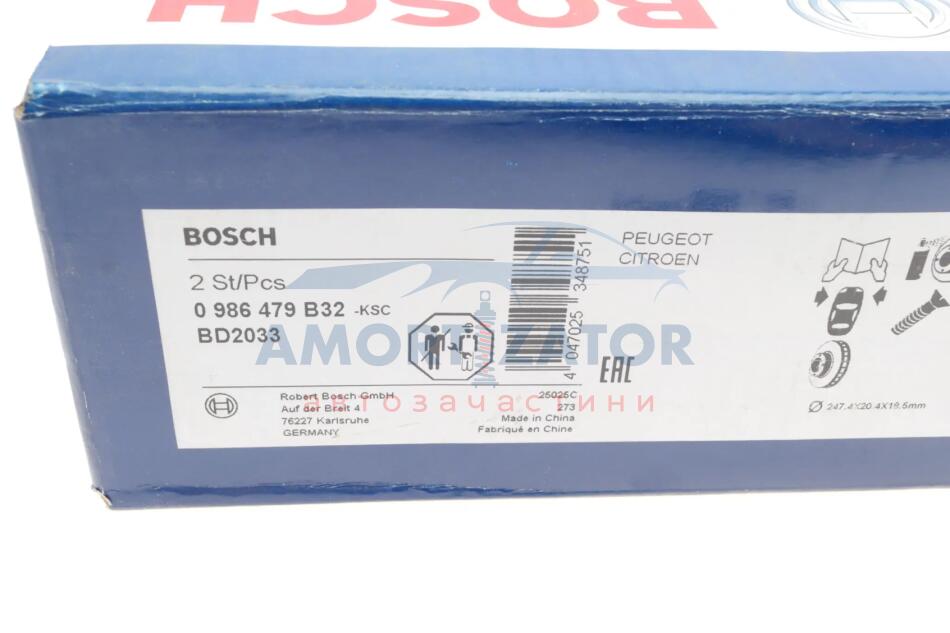 BOSCH
BOSCH
2 St/Pcs
0 986 479 B32 -KSC
BD2033
Robert Bosch GmbH
Auf der Breit 4
76227 Karlsruhe
GERMANY
4 047025 348751
25025C
273
Made in China
Fabriqué en Chine
PEUGEOT
CITROEN
EAC
Ø 247.4X20.4X18.5mm
AMORTIZATOR
автозачастини